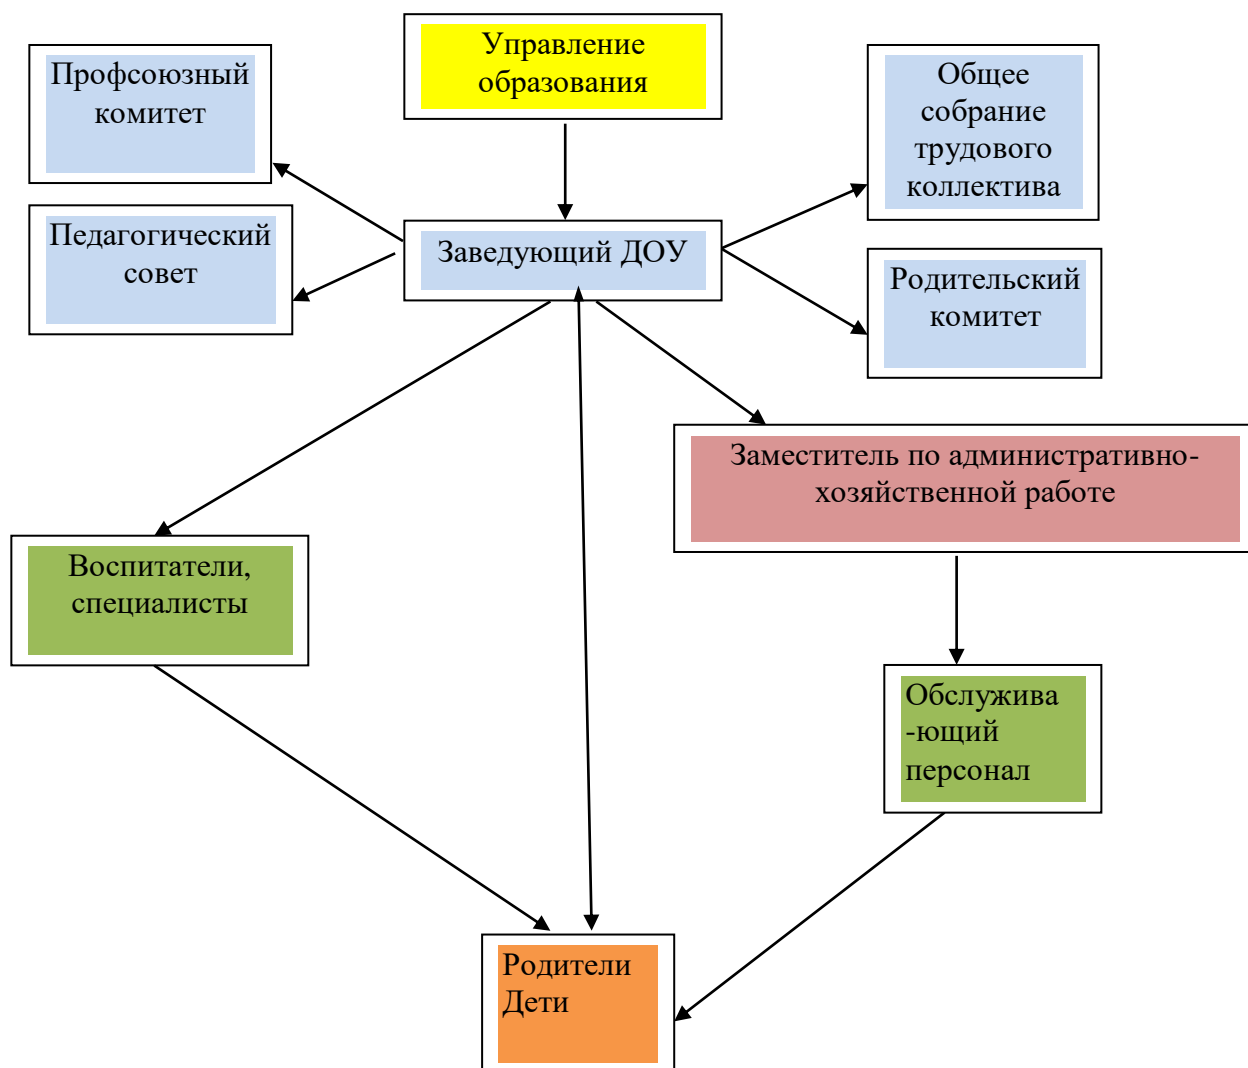 Управление
образования
Профсоюзный
комитет
Общее
собрание
трудового
коллектива
Педагогический
совет
Заведующий ДОУ
Родительский
комитет
Заместитель по административно-
хозяйственной работе
Воспитатели,
специалисты
Обслужива
-ющий
персонал
Родители
Дети